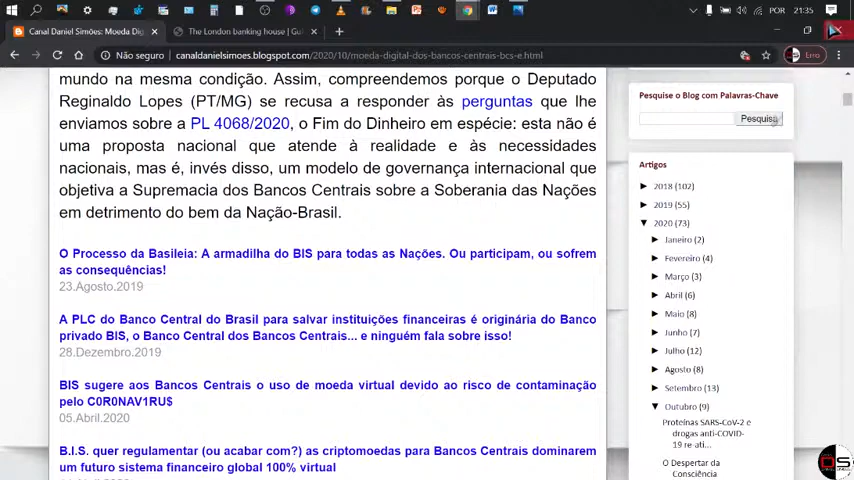 POR
21:35
Canal Daniel Simões: Moeda Dig
The London banking house | Gu
Não seguro
canaldanielsimoes.blogspot.com/2020/10/moeda-digital-dos-bancos-centrais-bcs-e.html
Erro
mundo na mesma condição. Assim, compreendemos porque o Deputado
Reginaldo Lopes (PT/MG) se recusa a responder às perguntas que lhe
enviamos sobre a PL 4068/2020, o Fim do Dinheiro em espécie: esta não é
uma proposta nacional que atende à realidade e às necessidades
nacionais, mas é, invés disso, um modelo de governança internacional que
objetiva a Supremacia dos Bancos Centrais sobre a Soberania das Nações
em detrimento do bem da Nação-Brasil.
O Processo da Basileia: A armadilha do BIS para todas as Nações. Ou participam, ou sofrem
as consequências!
23.Agosto.2019
A PLC do Banco Central do Brasil para salvar instituições financeiras é originária do Banco
privado BIS, o Banco Central dos Bancos Centrais... e ninguém fala sobre isso!
28.Dezembro.2019
BIS sugere aos Bancos Centrais o uso de moeda virtual devido ao risco de contaminação
pelo C0R0NAV1RU$
05.Abril.2020
B.I.S. quer regulamentar (ou acabar com?) as criptomoedas para Bancos Centrais dominarem
um futuro sistema financeiro global 100% virtual
Pesquise o Blog com Palavras-Chave
Pesquisa
Artigos
▼ 2018 (102)
► 2019 (55)
▼ 2020 (73)
► Janeiro (2)
► Fevereiro (4)
► Março (3)
► Abril (6)
► Maio (8)
► Junho (7)
► Julho (12)
► Agosto (7)
► Setembro (13)
▼ Outubro (9)
Proteínas SARS-CoV-2 e
drogas anti-COVID-
19 re-ati...
O Despertar da
Consciência
DS